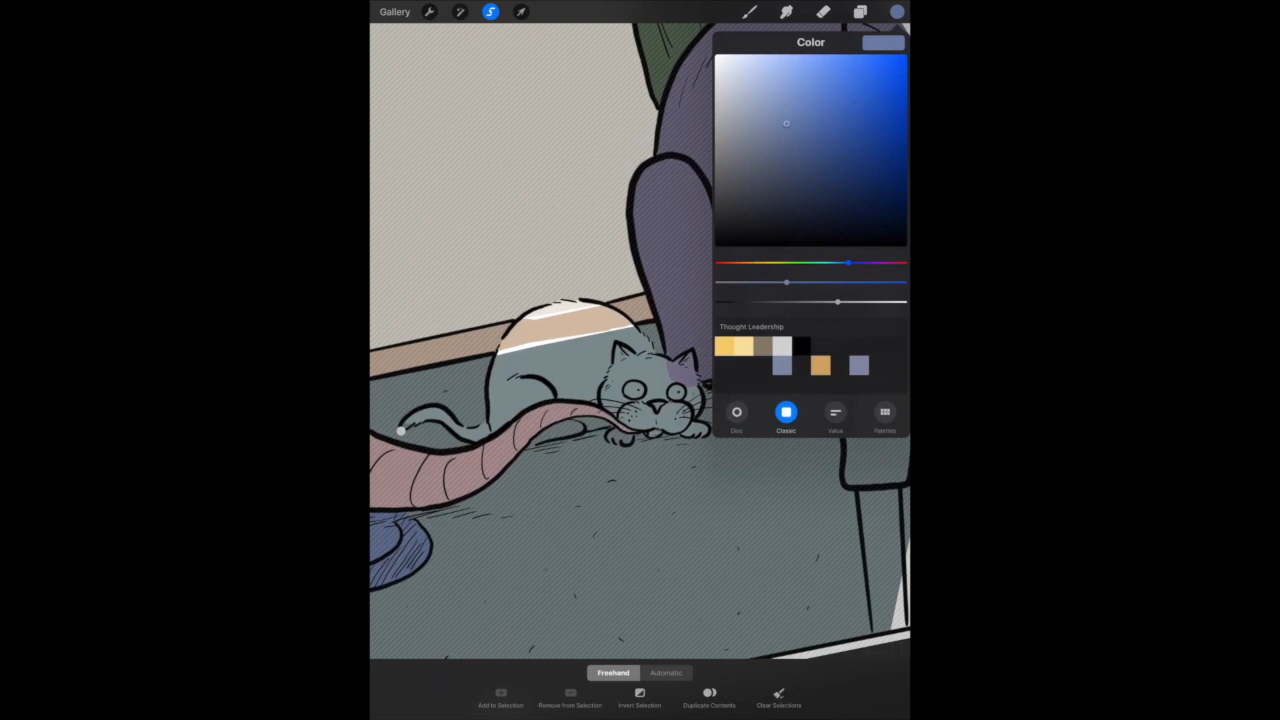 Gallery
Color
Thought Leadership
Disc
Classic
Value
Palettes
Freehand
Automatic
Add to Selection
Remove from Selection
Invert Selection
Duplicate Contents
Clear Selections